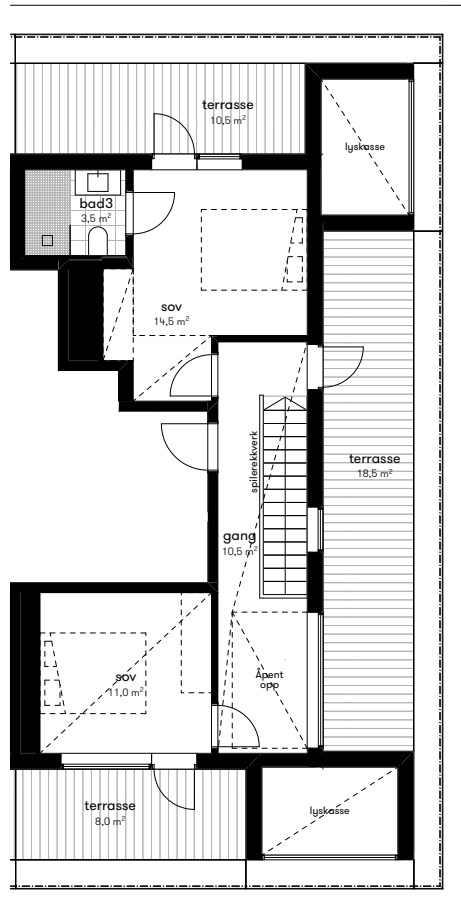 terrasse
10,5 m²
lyskasse
bad3
3,5 m²
sov
14,5 m²
terrasse
18,5 m²
spilerekkverk
gang
10,5 m²
Åpent
opp
sov
11,0 m²
terrasse
8,0 m²
lyskasse